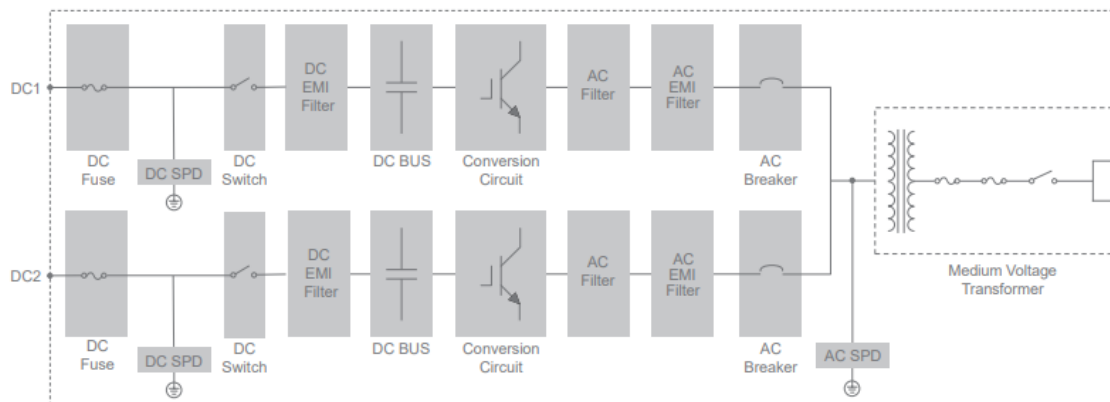 DC1
DC
EMI
Filter
AC
Filter
AC
EMI
Filter
DC
Fuse
DC SPD
DC
Switch
DC BUS
Conversion
Circuit
AC
Breaker
DC2
DC
EMI
Filter
AC
Filter
AC
EMI
Filter
Medium Voltage
Transformer
DC
Fuse
DC SPD
DC
Switch
DC BUS
Conversion
Circuit
AC
Breaker
AC SPD